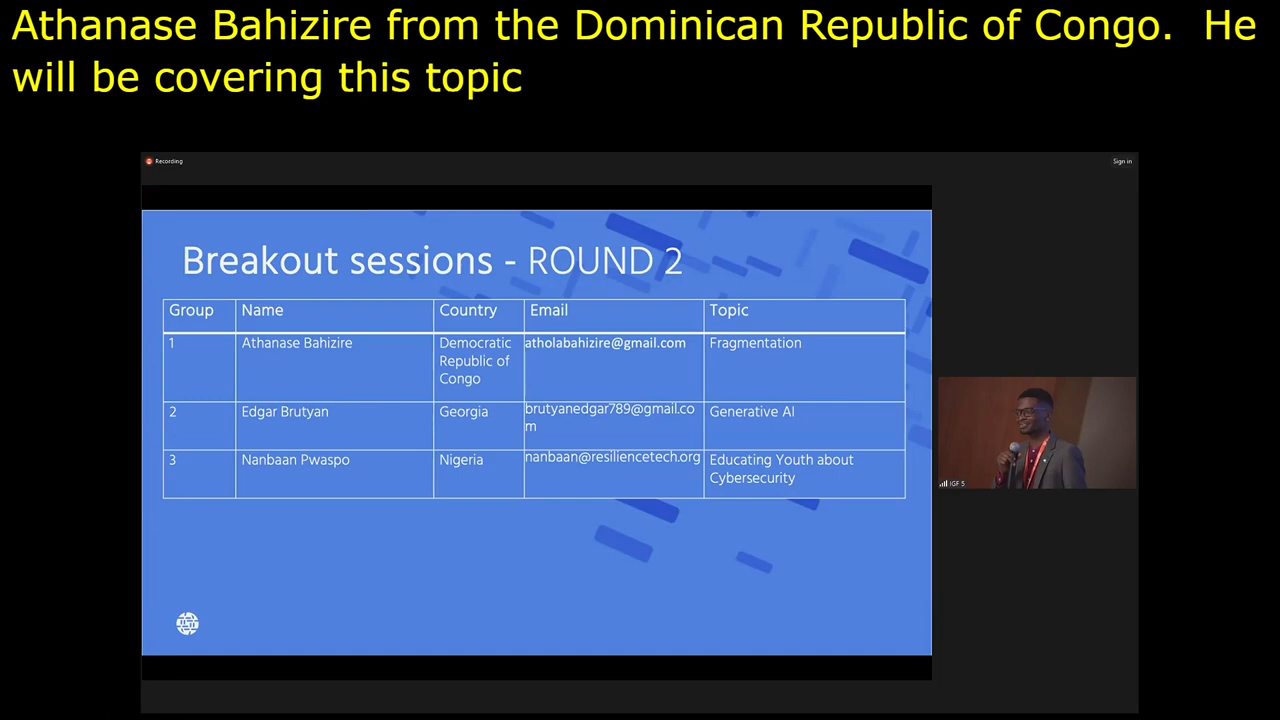 Athanase Bahizire from the Dominican Republic of Congo.  He
will be covering this topic
Recording
Sign in
Breakout sessions - ROUND 2
Group Name Country Email Topic
1 Athanase Bahizire Democratic Republic of Congo atholabahizire@gmail.com Fragmentation
2 Edgar Brutyan Georgia brutyanedgar789@gmail.com Generative AI
3 Nanbaan Pwaspo Nigeria nanbaan@resiliencetech.org Educating Youth about Cybersecurity
IGF 5